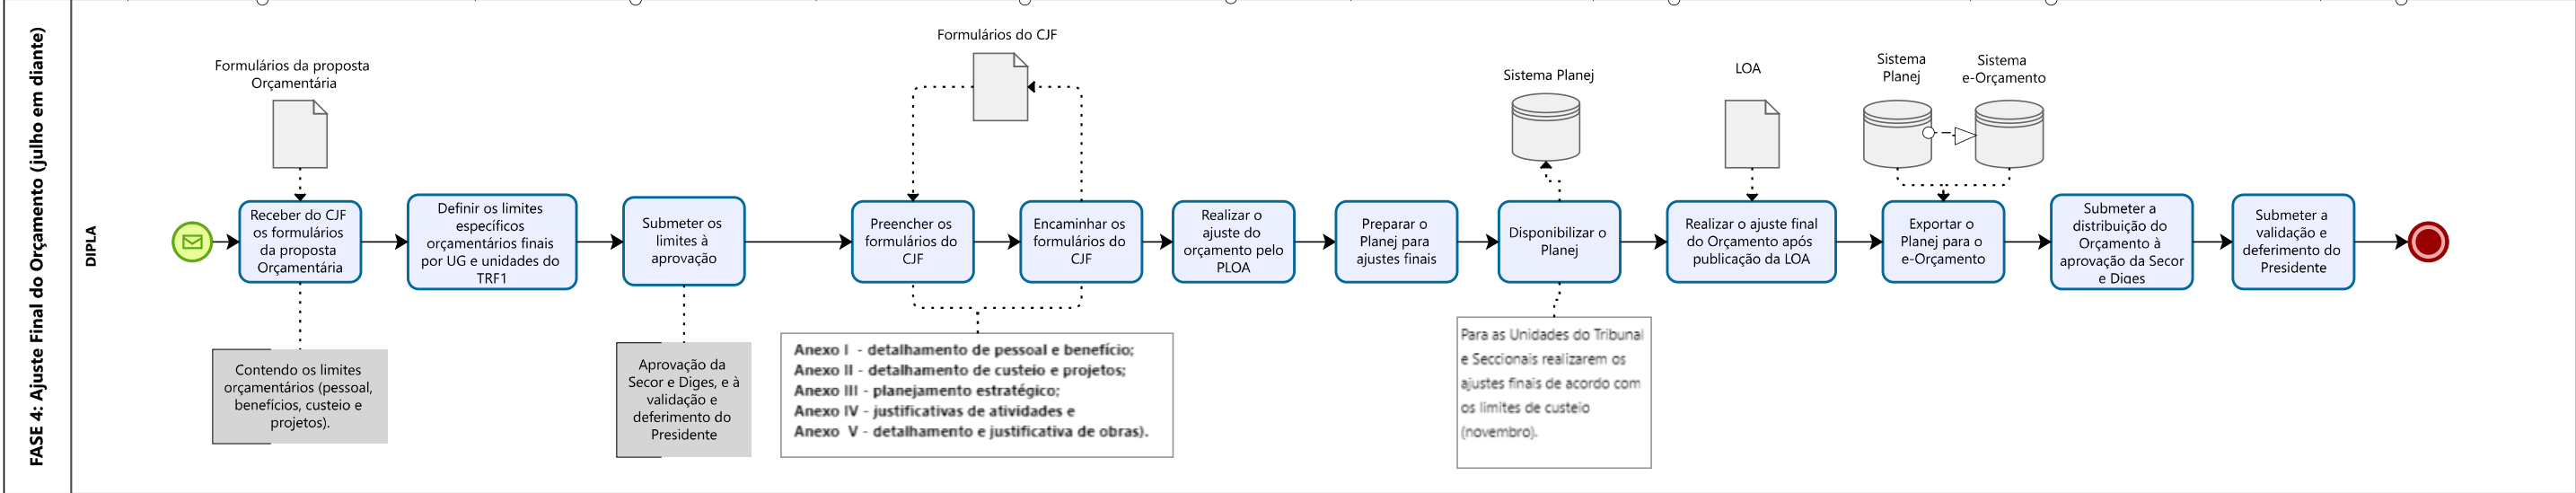 FASE 4: Ajuste Final do Orçamento (julho em diante)
DIPLA
Formulários da proposta
Orçamentária
Receber do CJF
os formulários
da proposta
Orçamentária
Contendo os limites
orçamentários (pessoal,
benefícios, custeio e
projetos).
Definir os limites
específicos
orçamentários finais
por UG e unidades do
TRF1
Submeter os
limites à
aprovação
Aprovação da
Secor e Diges, e à
validação e
deferimento do
Presidente
Formulários do CJF
Preencher os
formulários do
CJF
Encaminhar os
formulários do
CJF
Anexo I - detalhamento de pessoal e benefício;
Anexo II - detalhamento de custeio e projetos;
Anexo III - planejamento estratégico;
Anexo IV - justificativas de atividades e
Anexo V - detalhamento e justificativa de obras).
Realizar o
ajuste do
orçamento pelo
PLOA
Preparar o
Planej para
ajustes finais
Sistema Planej
Disponibilizar o
Planej
Para as Unidades do Tribunal
e Seccionais realizarem os
ajustes finais de acordo com
os limites de custeio
(novembro).
LOA
Realizar o ajuste final
do Orçamento após
publicação da LOA
Sistema
Planej
Sistema
e-Orçamento
Exportar o
Planej para o
e-Orçamento
Submeter a
distribuição do
Orçamento à
aprovação da Secor
e Diges
Submeter a
validação e
deferimento do
Presidente